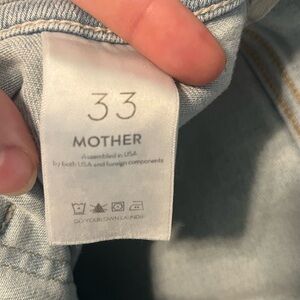 33
MOTHER
Assembled in USA
by both USA and foreign components
DO YOUR OWN LAUNDRY